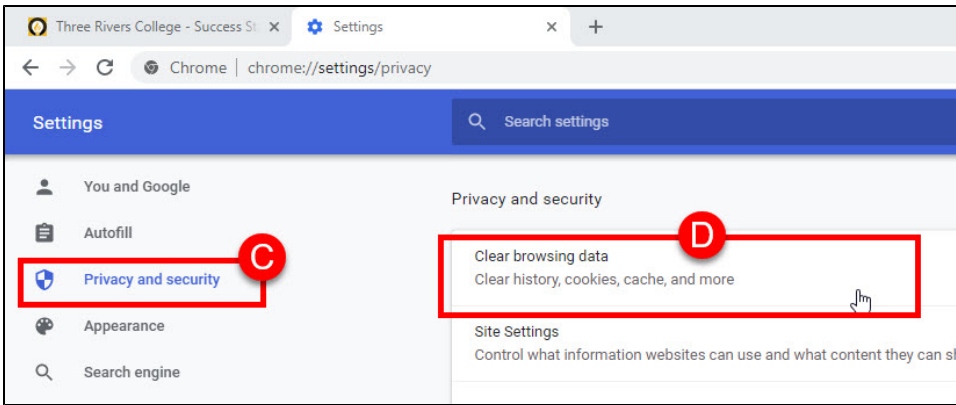 Three Rivers College - Success St
Settings
Chrome | chrome://settings/privacy
Settings
Search settings
You and Google
Autofill
C
Privacy and security
Appearance
Search engine
Privacy and security
D
Clear browsing data
Clear history, cookies, cache, and more
Site Settings
Control what information websites can use and what content they can sh